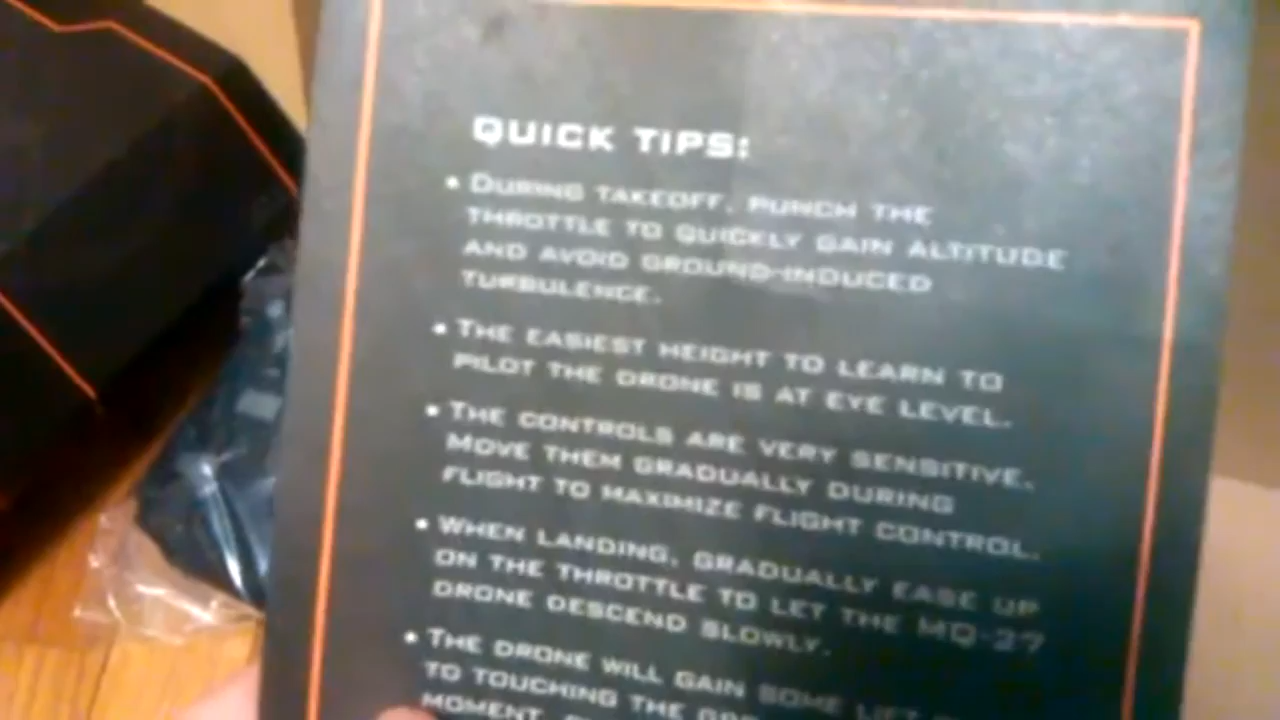 QUICK TIPS:
• DURING TAKEOFF, PUNCH THE
THROTTLE TO QUICKLY GAIN ALTITUDE
AND AVOID GROUND-INDUCED
TURBULENCE.
• THE EASIEST HEIGHT TO LEARN TO
PILOT THE DRONE IS AT EYE LEVEL.
• THE CONTROLS ARE VERY SENSITIVE.
MOVE THEM GRADUALLY DURING
FLIGHT TO MAXIMIZE FLIGHT CONTROL.
• WHEN LANDING, GRADUALLY EASE UP
ON THE THROTTLE TO LET THE MQ-27
DRONE DESCEND SLOWLY.
• THE DRONE WILL GAIN SOME LIFT
TO TOUCHING THE
MOMENT,